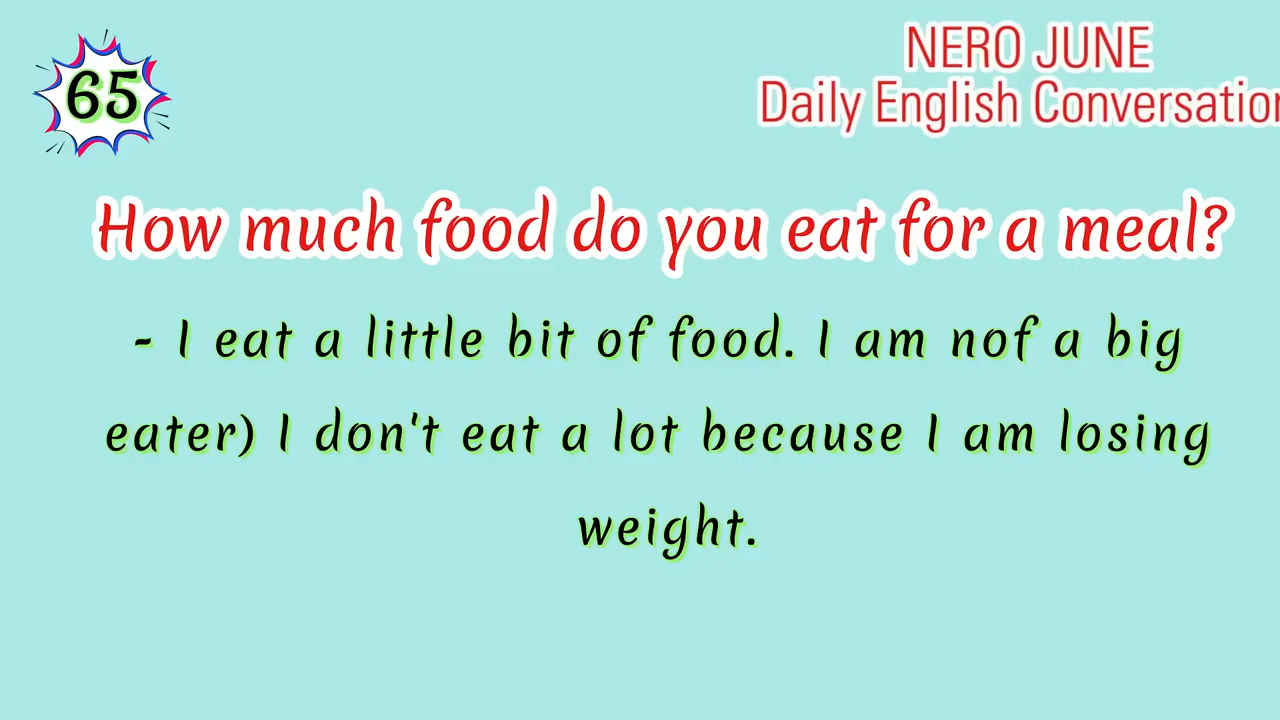 65
NERO JUNE
Daily English Conversation
How much food do you eat for a meal?
- I eat a little bit of food. I am nof a big
eater) I don't eat a lot because I am losing
weight.